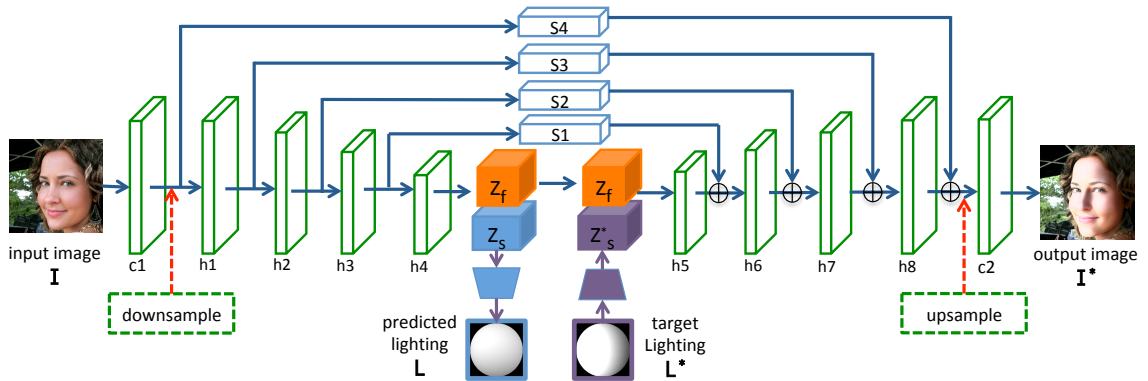 S4
S3
S2
S1
Z_f
Z_f
Z_s
Z*_s
input image
I
c1
h1
h2
h3
h4
h5
h6
h7
h8
c2
output image
I*
downsample
upsample
predicted
lighting
L
target
Lighting
L*